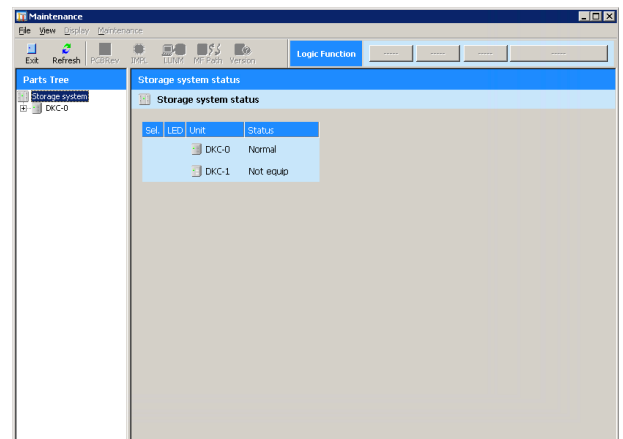 Maintenance
File View Display Maintenance
Exit Refresh PCBRev IMPL LUNM MF Path Version Logic Function ----- ----- ----- -----
Parts Tree
Storage system
DKC-0
Storage system status
Storage system status
Sel. LED Unit Status
DKC-0 Normal
DKC-1 Not equip